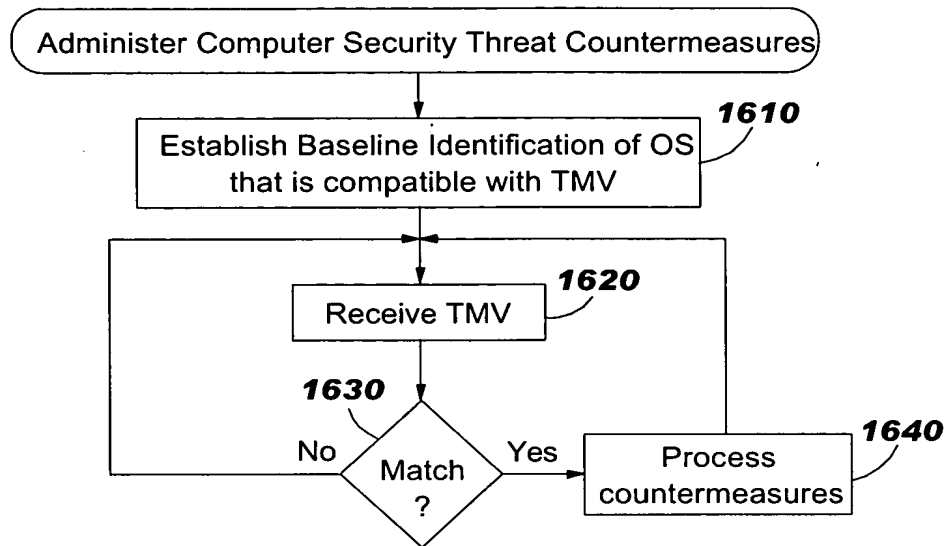 Administer Computer Security Threat Countermeasures
1610
Establish Baseline Identification of OS
that is compatible with TMV
1620
Receive TMV
1630
No
Match
?
Yes
1640
Process
countermeasures